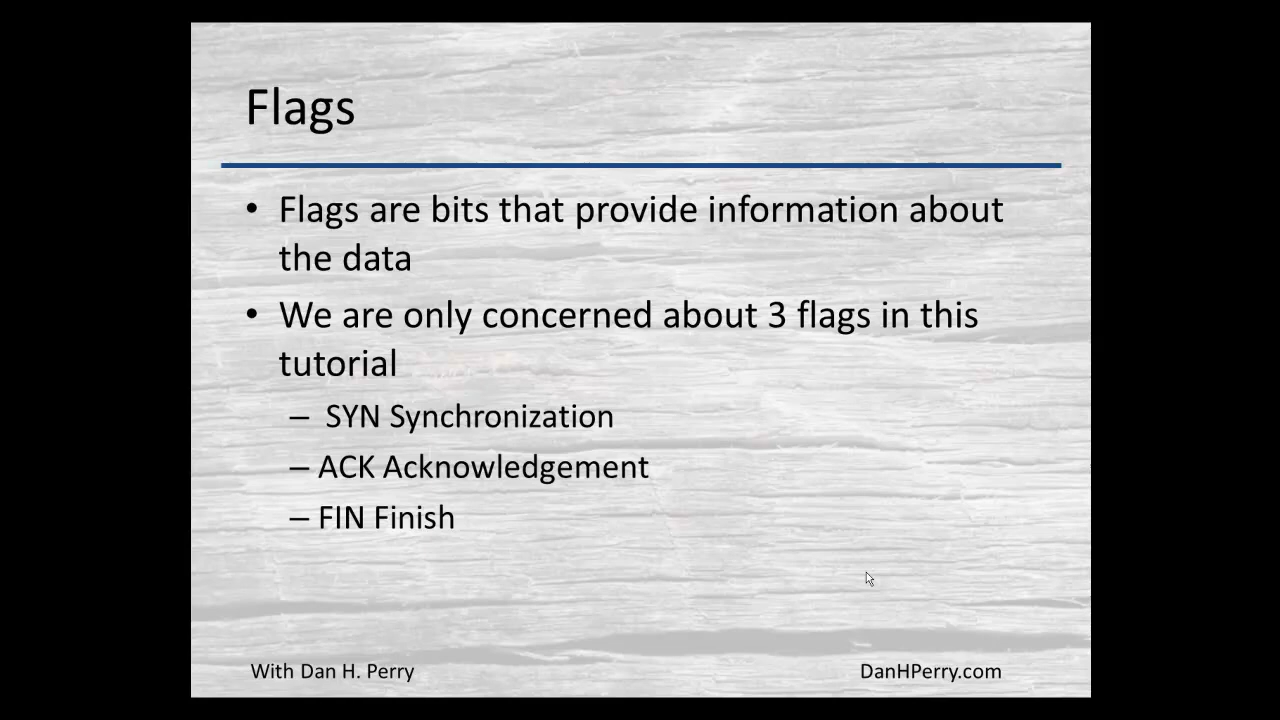 Flags
• Flags are bits that provide information about
the data
• We are only concerned about 3 flags in this
tutorial
– SYN Synchronization
– ACK Acknowledgement
– FIN Finish
With Dan H. Perry
DanHPerry.com